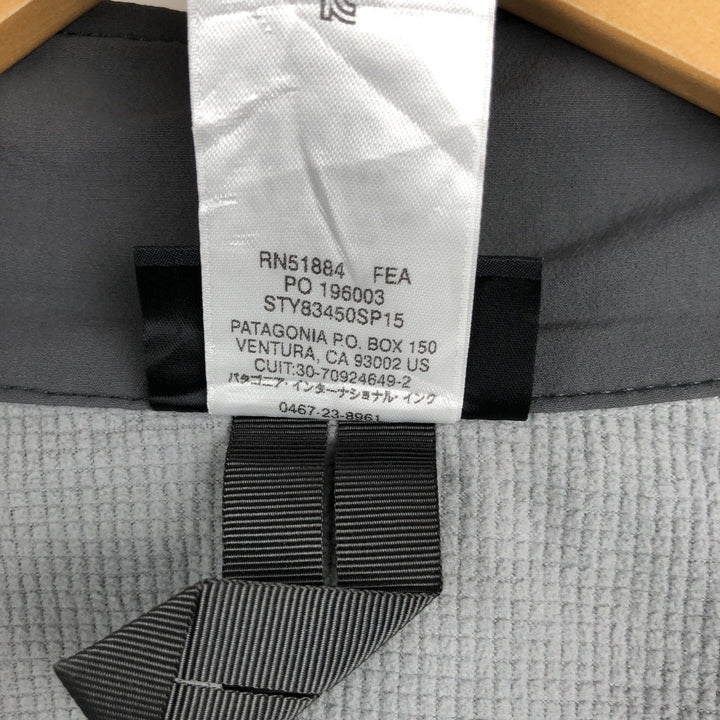 RN51884 FEA
PO 196003
STY83450SP15
PATAGONIA P.O. BOX 150
VENTURA, CA 93002 US
CUIT:30-70924649-2
パタゴニア・インターナショナル・インク
0467-23-8961